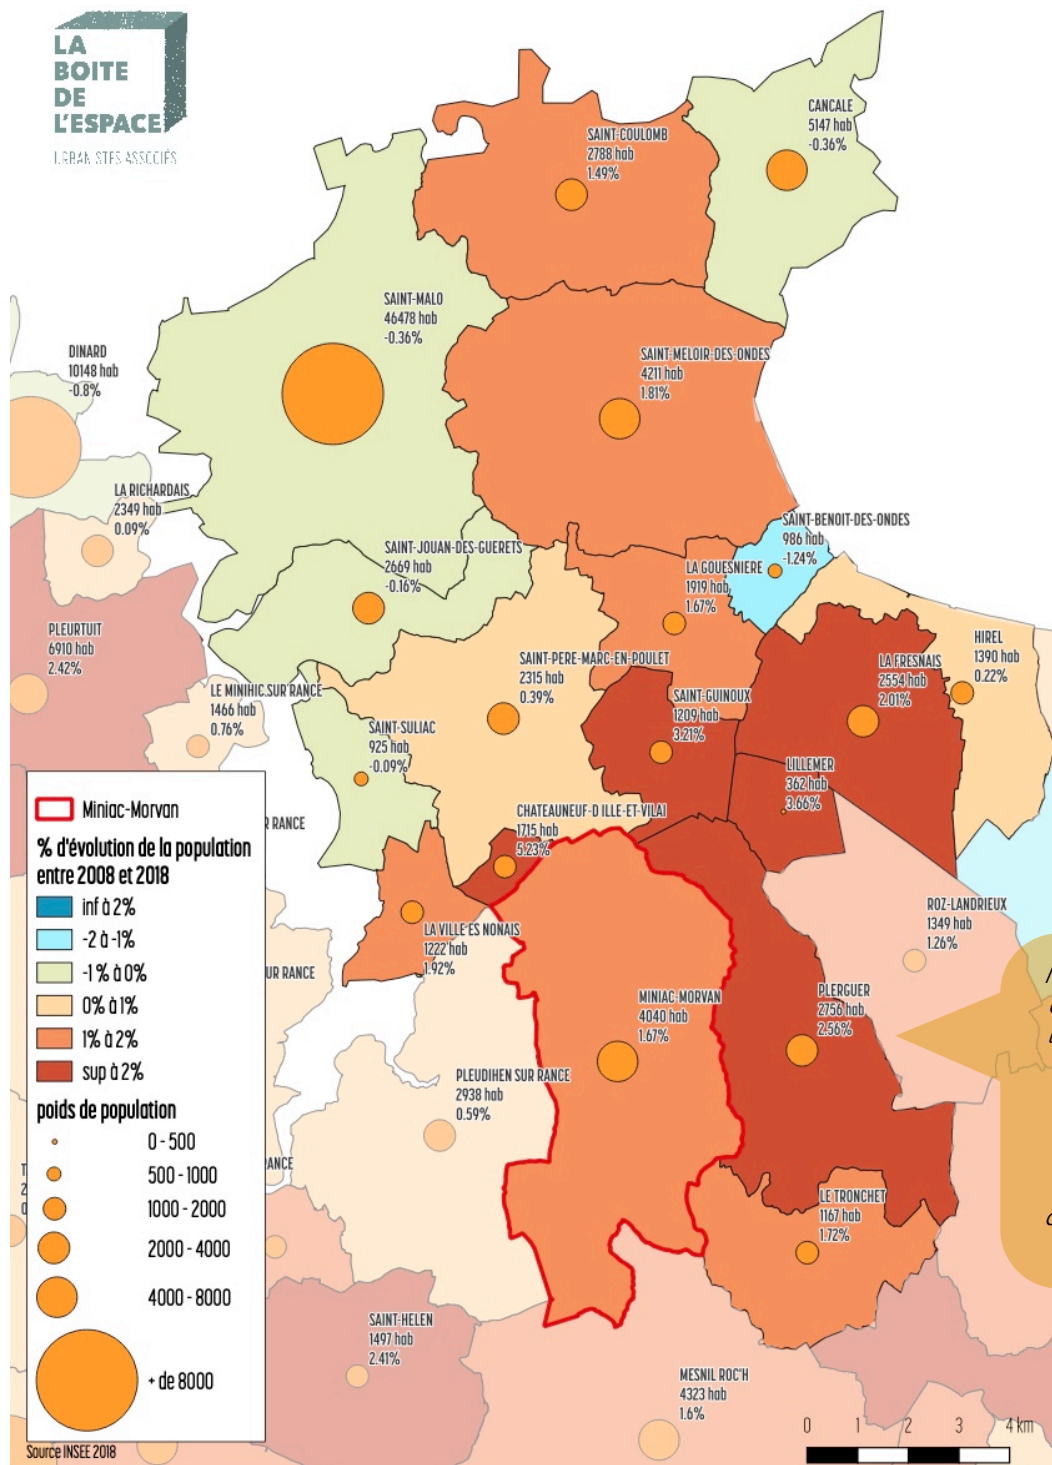 LA
BOITE
DE
L'ESPACE
URBANISTES ASSOCIÉS
CANCALE
5147 hab
-0.36%
SAINT-COULOMB
2788 hab
1.49%
SAINT-MALO
46478 hab
-0.36%
DINARD
10148 hab
-0.8%
SAINT-MELOIR-DES-ONDES
4211 hab
1.81%
LA RICHARDAIS
2349 hab
0.09%
SAINT-BENOIT-DES-ONDES
986 hab
-1.24%
SAINT-JOUAN-DES-GUERETS
2669 hab
-0.16%
LA GOUESNIERE
1919 hab
1.67%
PLEURTUIT
6910 hab
2.42%
HIREL
1390 hab
0.22%
SAINT-PERE-MARC-EN-POULET
2315 hab
0.39%
LA FRESNAIS
2554 hab
2.01%
LE MINIHIC SUR RANCE
1466 hab
0.76%
SAINT-GUINOUX
1209 hab
3.21%
SAINT-SULIAC
925 hab
-0.09%
LILLEMER
362 hab
3.66%
CHATEAUNEUF-D ILLE-ET-VILAI
1715 hab
5.23%
R RANCE
ROZ-LANDRIEUX
1349 hab
1.26%
LA VILLE ES NONAIS
1222 hab
1.92%
UR RANCE
MINIAC-MORVAN
4040 hab
1.67%
PLERGUER
2756 hab
2.56%
PLEUDIHEN SUR RANCE
2938 hab
0.59%
ANCE
LE TRONCHET
1167 hab
1.72%
SAINT-HELEN
1497 hab
2.41%
MESNIL ROC'H
4323 hab
1.6%
Miniac-Morvan
% d'évolution de la population
entre 2008 et 2018
inf à 2%
-2 à -1%
-1 % à 0%
0% à 1%
1% à 2%
sup à 2%
poids de population
0 - 500
500 - 1000
1000 - 2000
2000 - 4000
4000 - 8000
+ de 8000
Source INSEE 2018
0 1 2 3 4 km